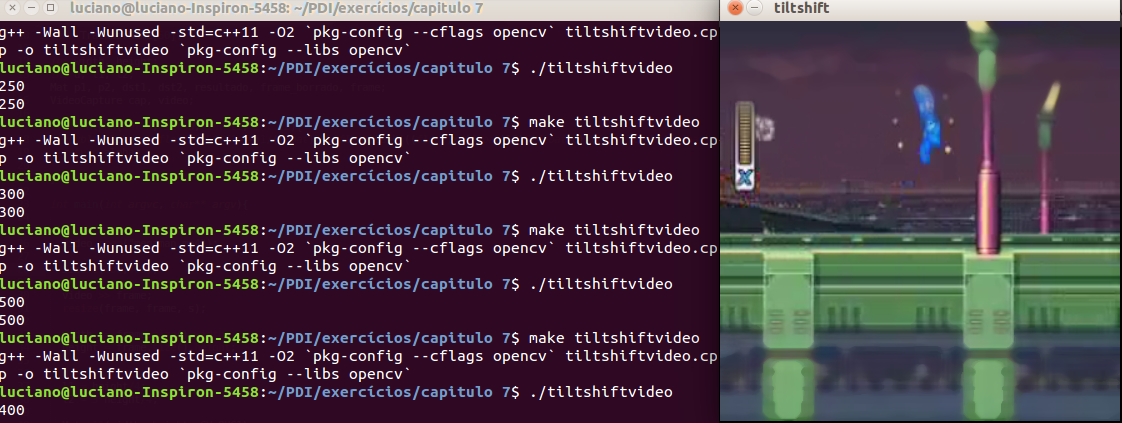 luciano@luciano-Inspiron-5458: ~/PDI/exercícios/capitulo 7
g++ -Wall -Wunused -std=c++11 -O2 `pkg-config --cflags opencv` tiltshiftvideo.cp
p -o tiltshiftvideo `pkg-config --libs opencv`
luciano@luciano-Inspiron-5458:~/PDI/exercícios/capitulo 7$ ./tiltshiftvideo
250
250
luciano@luciano-Inspiron-5458:~/PDI/exercícios/capitulo 7$ make tiltshiftvideo
g++ -Wall -Wunused -std=c++11 -O2 `pkg-config --cflags opencv` tiltshiftvideo.cp
p -o tiltshiftvideo `pkg-config --libs opencv`
luciano@luciano-Inspiron-5458:~/PDI/exercícios/capitulo 7$ ./tiltshiftvideo
300
300
luciano@luciano-Inspiron-5458:~/PDI/exercícios/capitulo 7$ make tiltshiftvideo
g++ -Wall -Wunused -std=c++11 -O2 `pkg-config --cflags opencv` tiltshiftvideo.cp
p -o tiltshiftvideo `pkg-config --libs opencv`
luciano@luciano-Inspiron-5458:~/PDI/exercícios/capitulo 7$ ./tiltshiftvideo
500
500
luciano@luciano-Inspiron-5458:~/PDI/exercícios/capitulo 7$ make tiltshiftvideo
g++ -Wall -Wunused -std=c++11 -O2 `pkg-config --cflags opencv` tiltshiftvideo.cp
p -o tiltshiftvideo `pkg-config --libs opencv`
luciano@luciano-Inspiron-5458:~/PDI/exercícios/capitulo 7$ ./tiltshiftvideo
400
tiltshift
X